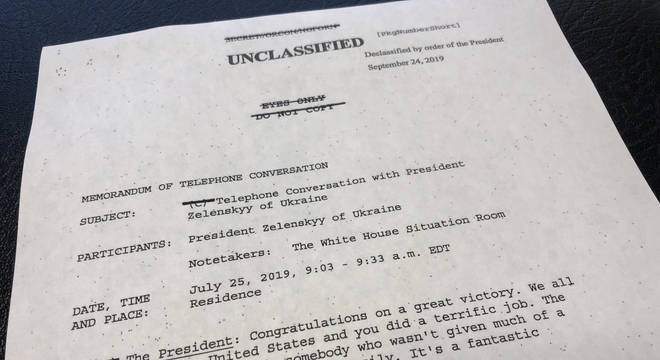 SECRET//ORCON/NOFORN
UNCLASSIFIED
[PkgNumberShort]
Declassified by order of the President
September 24, 2019
EYES ONLY
DO NOT COPY
MEMORANDUM OF TELEPHONE CONVERSATION
SUBJECT: (C) Telephone Conversation with President
Zelenskyy of Ukraine
PARTICIPANTS: President Zelenskyy of Ukraine
Notetakers: The White House Situation Room
DATE, TIME July 25, 2019, 9:03 - 9:33 a.m. EDT
AND PLACE: Residence
The President: Congratulations on a great victory. We all
United States and you did a terrific job. The
somebody who wasn't given much of a
It's a fantastic